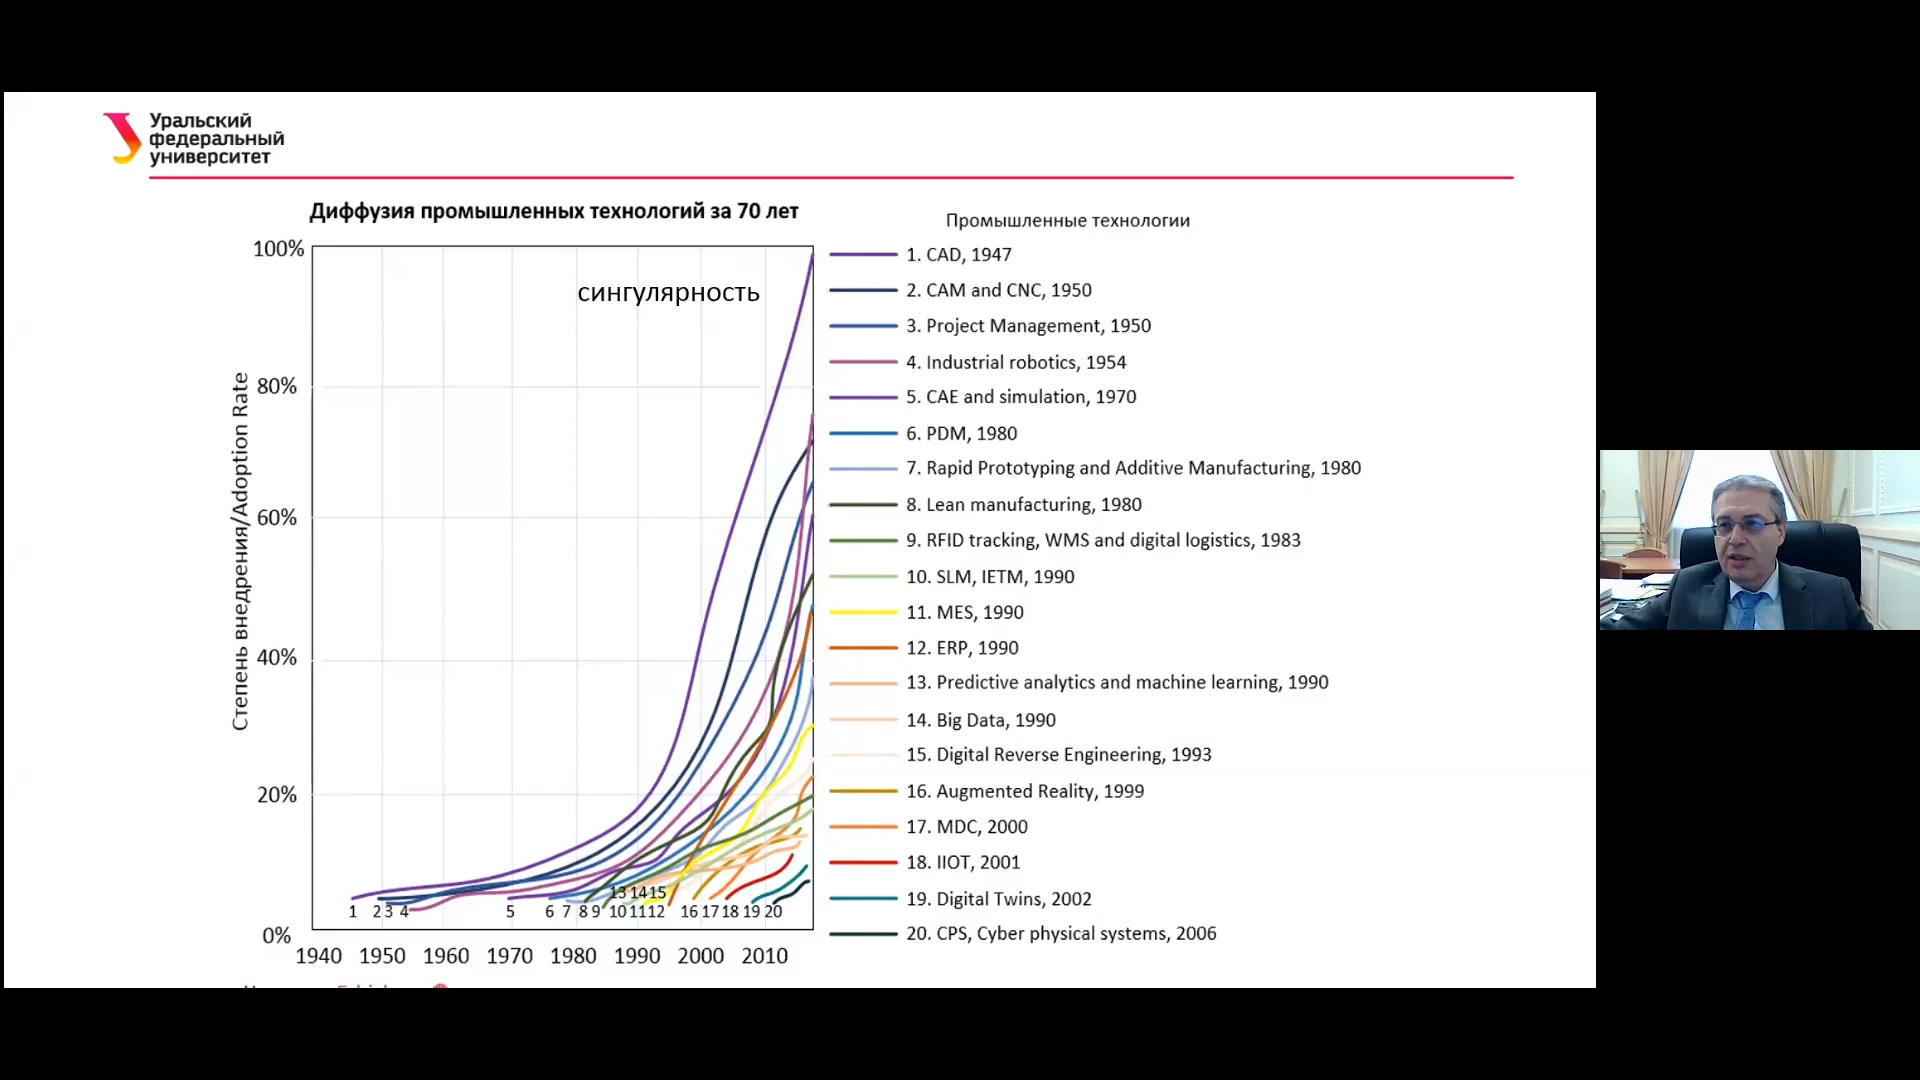 Уральский
федеральный
университет
Диффузия промышленных технологий за 70 лет
Промышленные технологии
сингулярность
Степень внедрения/Adoption Rate
100%
80%
60%
40%
20%
0%
1. CAD, 1947
2. CAM and CNC, 1950
3. Project Management, 1950
4. Industrial robotics, 1954
5. CAE and simulation, 1970
6. PDM, 1980
7. Rapid Prototyping and Additive Manufacturing, 1980
8. Lean manufacturing, 1980
9. RFID tracking, WMS and digital logistics, 1983
10. SLM, IETM, 1990
11. MES, 1990
12. ERP, 1990
13. Predictive analytics and machine learning, 1990
14. Big Data, 1990
15. Digital Reverse Engineering, 1993
16. Augmented Reality, 1999
17. MDC, 2000
18. IIOT, 2001
19. Digital Twins, 2002
20. CPS, Cyber physical systems, 2006
13 14 15
1 2 3 4 5 6 7 8 9 10 11 12 16 17 18 19 20
1940 1950 1960 1970 1980 1990 2000 2010